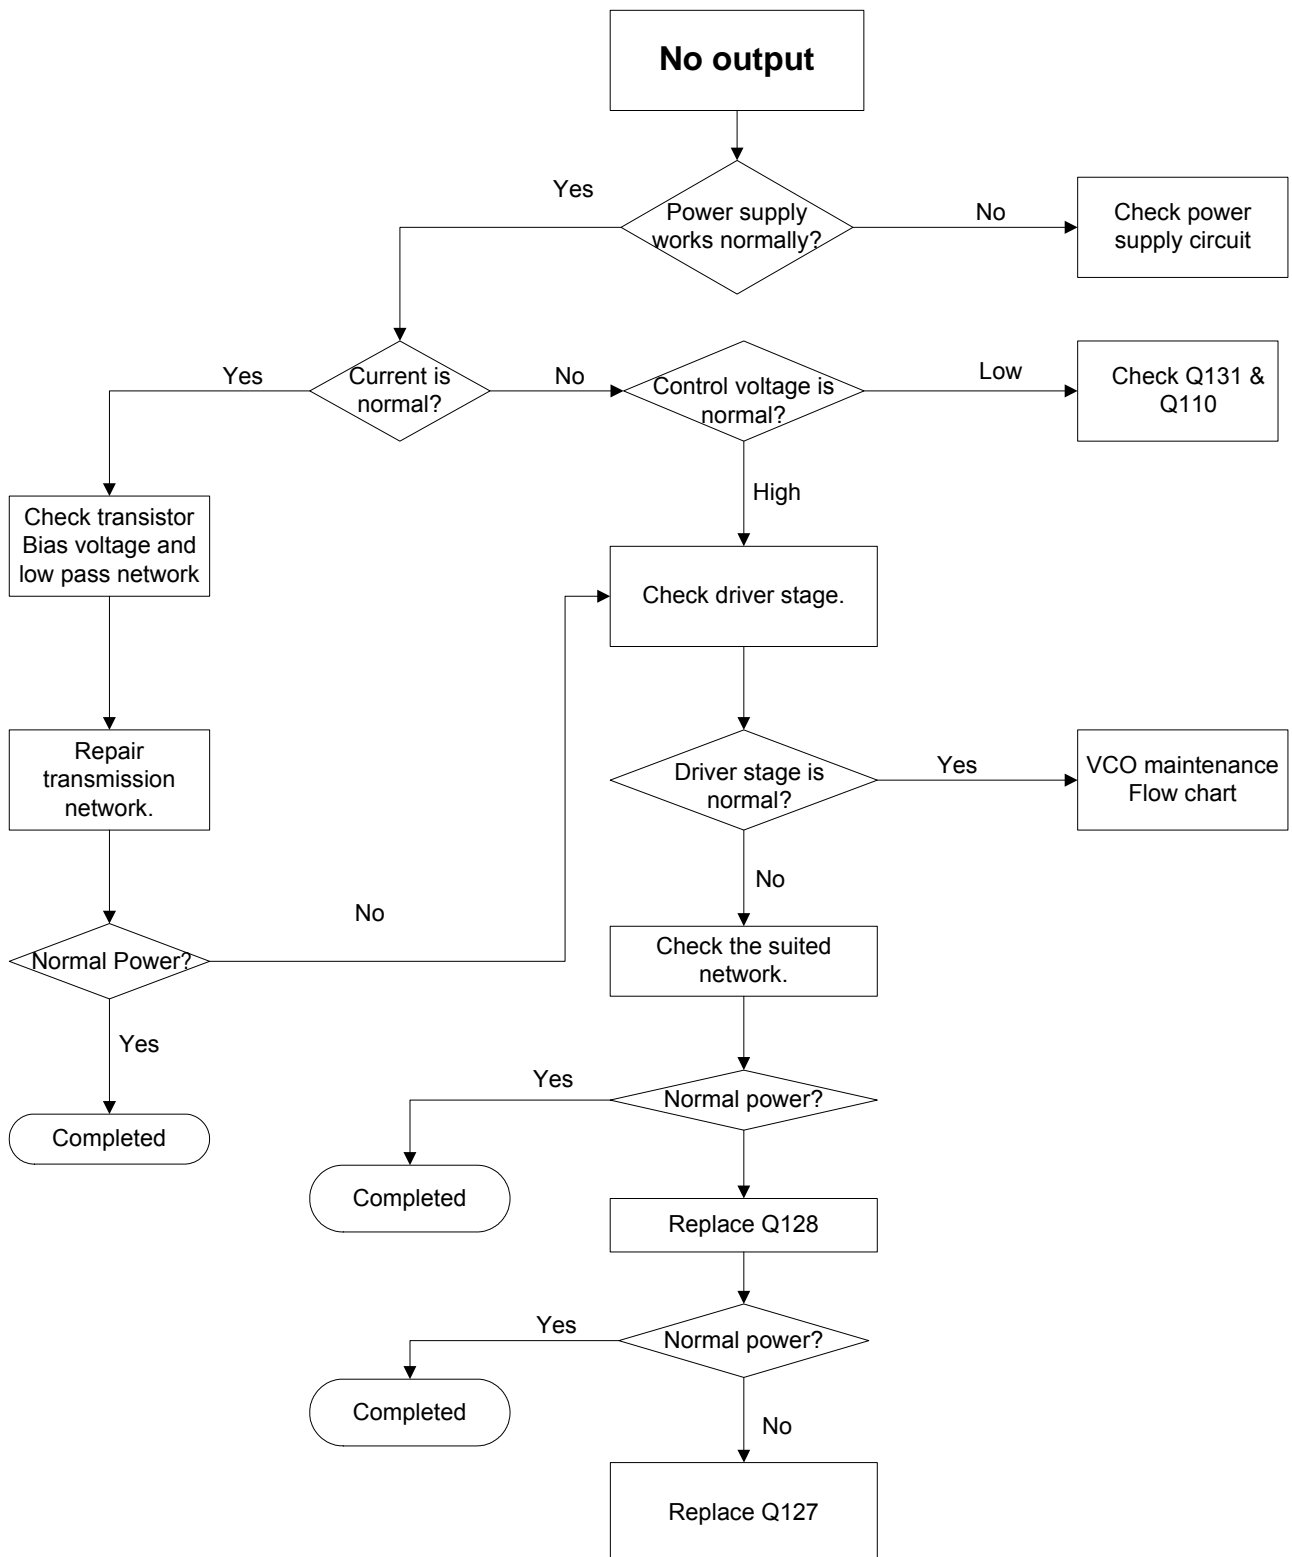 No output
Yes
Power supply
works normally?
No
Check power
supply circuit
Yes
Current is
normal?
No
Control voltage is
normal?
Low
Check Q131 &
Q110
High
Check transistor
Bias voltage and
low pass network
Check driver stage.
Repair
transmission
network.
Driver stage is
normal?
Yes
VCO maintenance
Flow chart
No
No
Normal Power?
Check the suited
network.
Yes
Yes
Normal power?
Completed
Completed
Replace Q128
Yes
Normal power?
Completed
No
Replace Q127